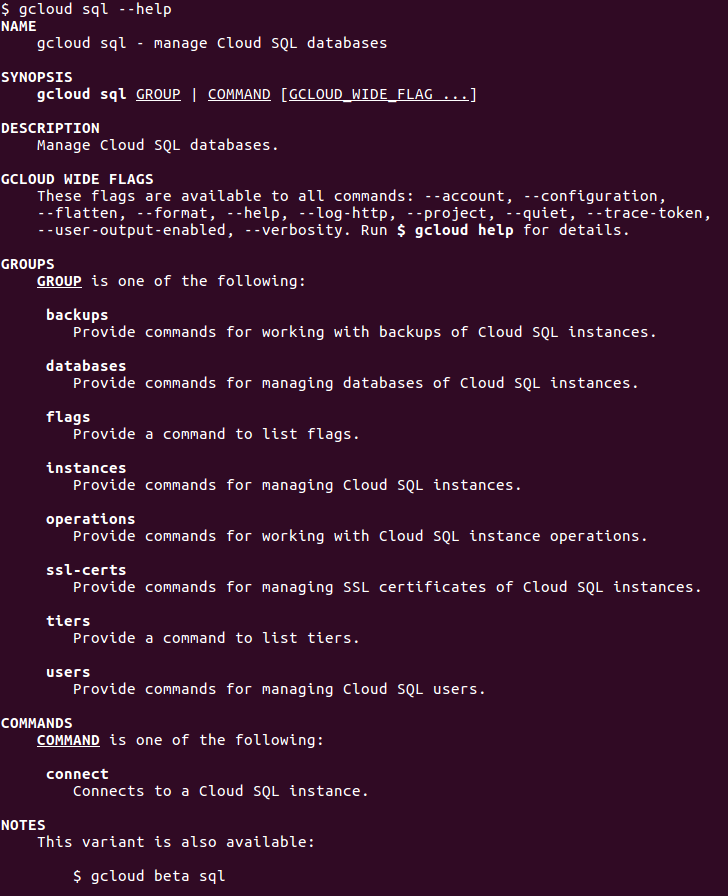 $ gcloud sql --help
NAME
gcloud sql - manage Cloud SQL databases
SYNOPSIS
gcloud sql GROUP | COMMAND [GCLOUD_WIDE_FLAG ...]
DESCRIPTION
Manage Cloud SQL databases.
GCLOUD WIDE FLAGS
These flags are available to all commands: --account, --configuration,
--flatten, --format, --help, --log-http, --project, --quiet, --trace-token,
--user-output-enabled, --verbosity. Run $ gcloud help for details.
GROUPS
GROUP is one of the following:
backups
Provide commands for working with backups of Cloud SQL instances.
databases
Provide commands for managing databases of Cloud SQL instances.
flags
Provide a command to list flags.
instances
Provide commands for managing Cloud SQL instances.
operations
Provide commands for working with Cloud SQL instance operations.
ssl-certs
Provide commands for managing SSL certificates of Cloud SQL instances.
tiers
Provide a command to list tiers.
users
Provide commands for managing Cloud SQL users.
COMMANDS
COMMAND is one of the following:
connect
Connects to a Cloud SQL instance.
NOTES
This variant is also available:
$ gcloud beta sql